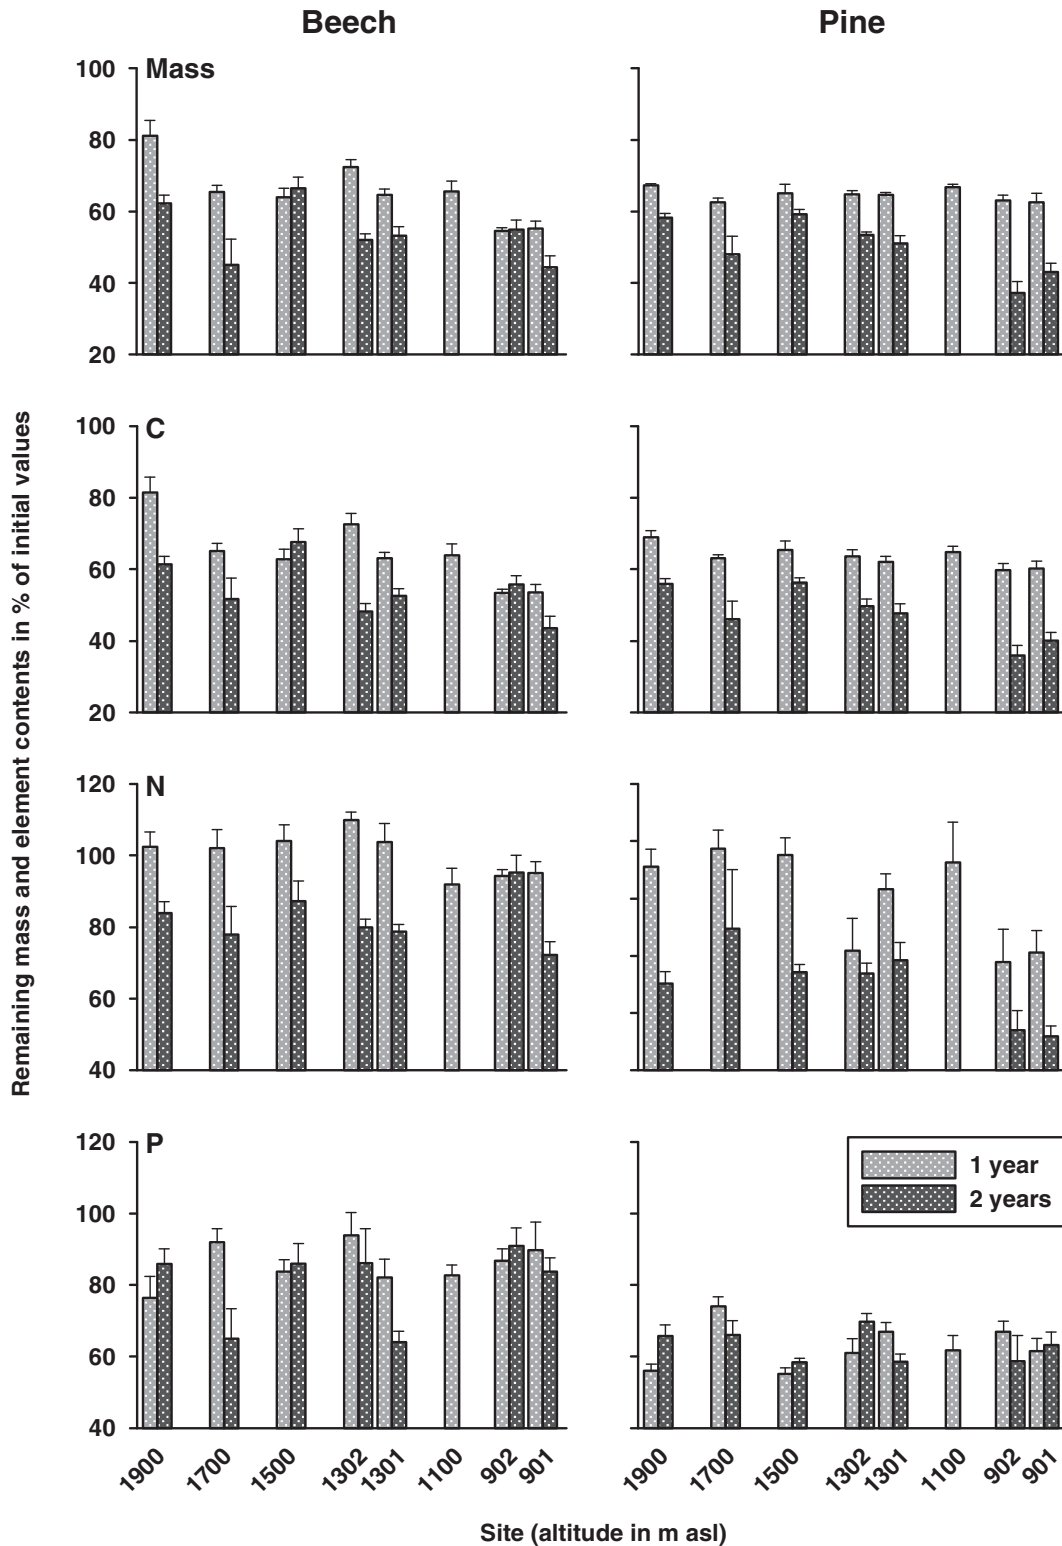 Beech
Pine
Remaining mass and element contents in % of initial values
Mass
100
80
60
40
20
C
100
80
60
40
20
N
120
100
80
60
40
P
120
100
80
60
40
1 year
2 years
1900 1700 1500 1302 1301 1100 902 901
1900 1700 1500 1302 1301 1100 902 901
Site (altitude in m asl)